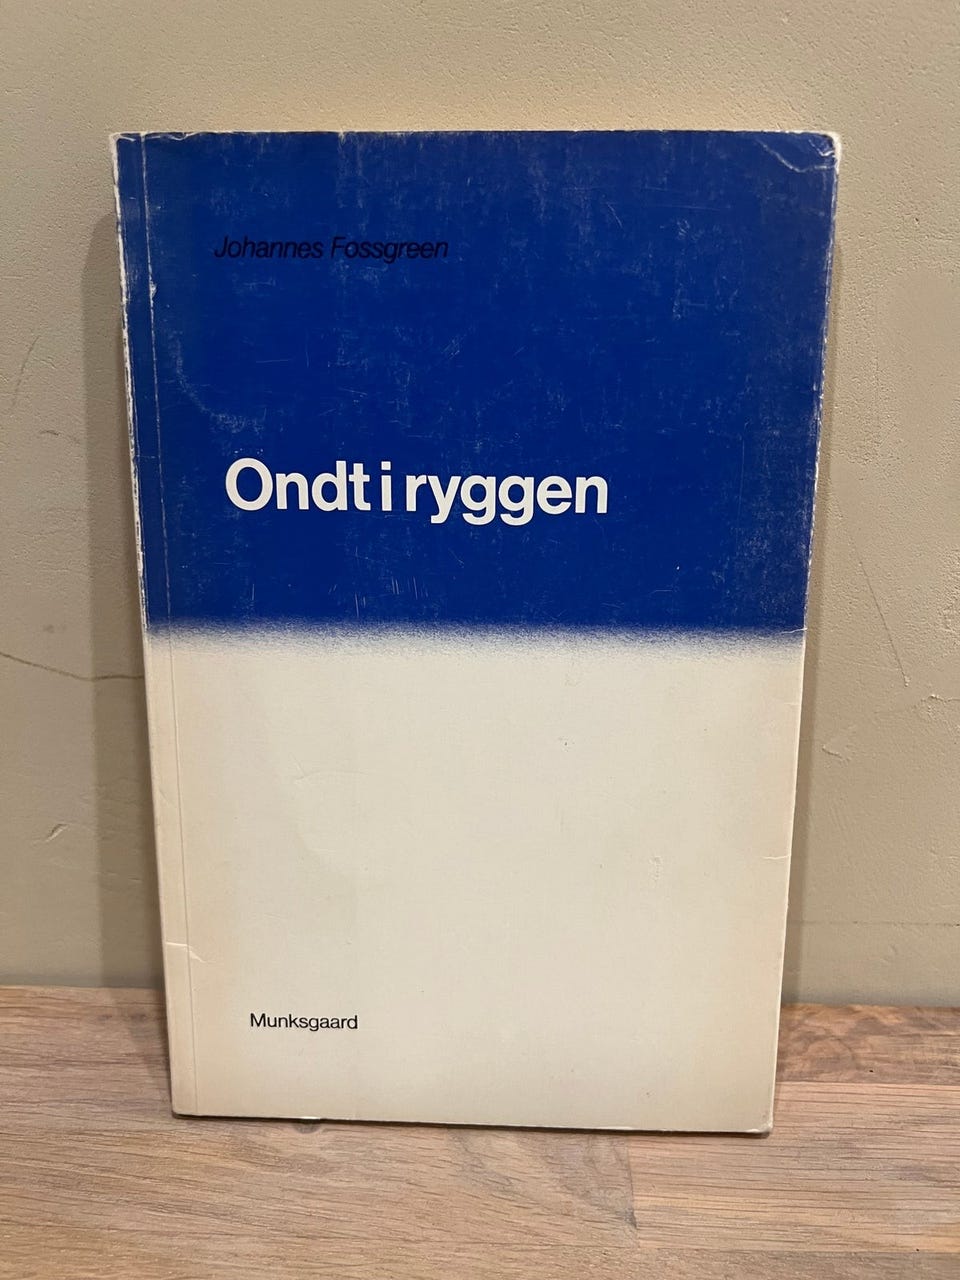 Johannes Fossgreen
Ondt i ryggen
Munksgaard